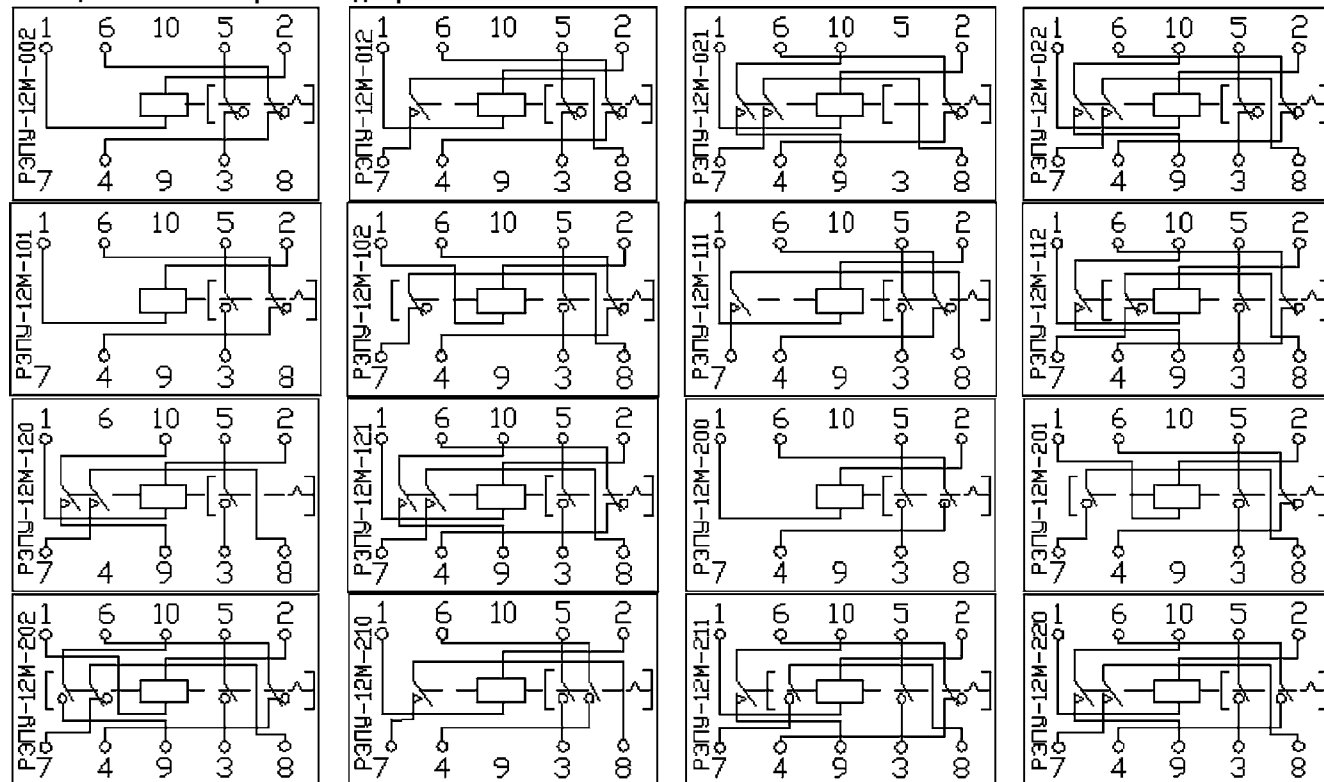 РЭПУ-12М-002 1 6 10 5 2
7 4 9 3 8
РЭПУ-12М-012 1 6 10 5 2
7 4 9 3 8
РЭПУ-12М-021 1 6 10 5 2
7 4 9 3 8
РЭПУ-12М-022 1 6 10 5 2
7 4 9 3 8
РЭПУ-12М-101 1 6 10 5 2
7 4 9 3 8
РЭПУ-12М-102 1 6 10 5 2
7 4 9 3 8
РЭПУ-12М-111 1 6 10 5 2
7 4 9 3 8
РЭПУ-12М-112 1 6 10 5 2
7 4 9 3 8
РЭПУ-12М-120 1 6 10 5 2
7 4 9 3 8
РЭПУ-12М-121 1 6 10 5 2
7 4 9 3 8
РЭПУ-12М-200 1 6 10 5 2
7 4 9 3 8
РЭПУ-12М-201 1 6 10 5 2
7 4 9 3 8
РЭПУ-12М-202 1 6 10 5 2
7 4 9 3 8
РЭПУ-12М-210 1 6 10 5 2
7 4 9 3 8
РЭПУ-12М-211 1 6 10 5 2
7 4 9 3 8
РЭПУ-12М-220 1 6 10 5 2
7 4 9 3 8